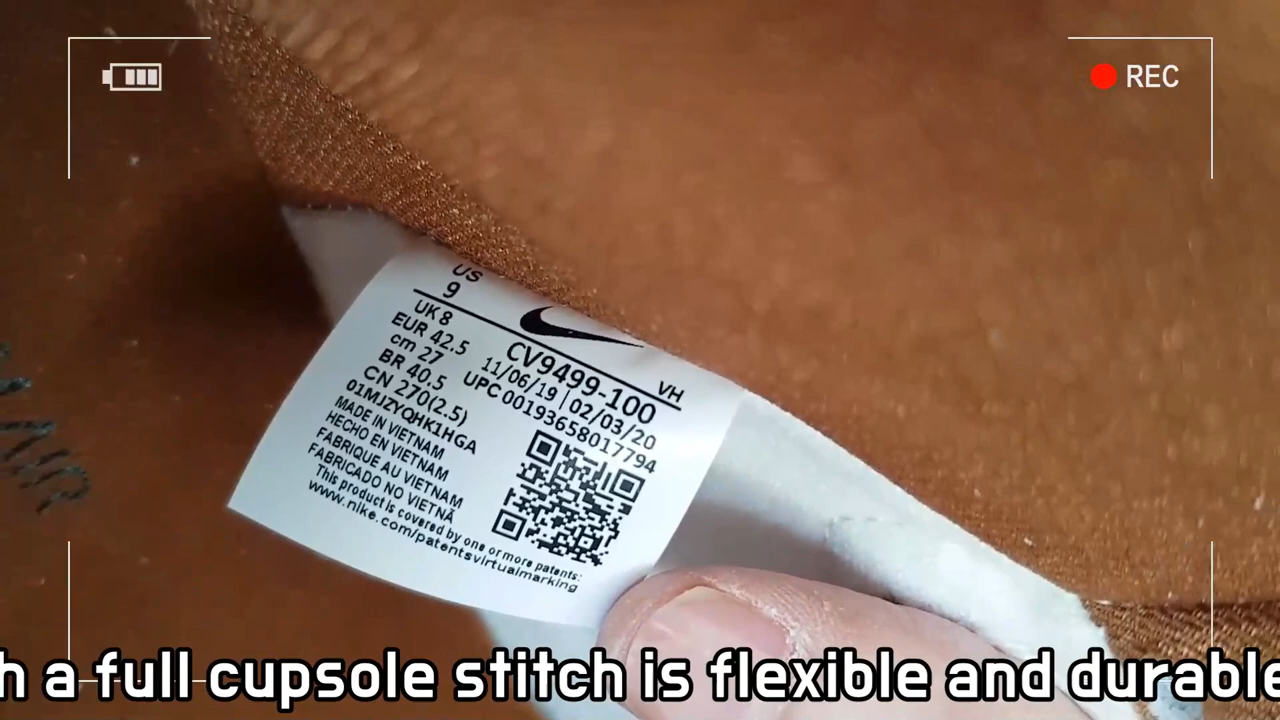 REC
US
9
UK 8
EUR 42.5
cm 27
BR 40.5
CN 270(2.5)
01MJZYQHK1HGA
VH
CV9499-100
11/06/19 | 02/03/20
UPC 00193658017794
MADE IN VIETNAM
HECHO EN VIETNAM
FABRIQUE AU VIETNAM
FABRICADO NO VIETNÃ
This product is covered by one or more patents:
www.nike.com/patentsvirtualmarking
h a full cupsole stitch is flexible and durable